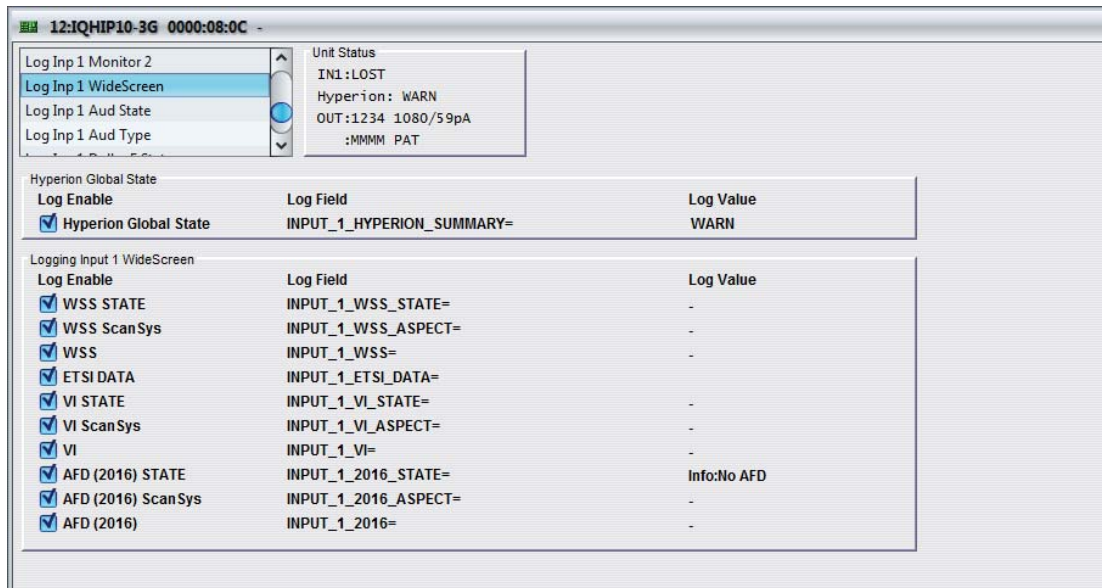 12:IQHIP10-3G 0000:08:0C -
Log Inp 1 Monitor 2
Log Inp 1 WideScreen
Log Inp 1 Aud State
Log Inp 1 Aud Type
Unit Status
IN1:LOST
Hyperion: WARN
OUT:1234 1080/59pA
:MMMM PAT
Hyperion Global State
Log Enable Log Field Log Value
Hyperion Global State INPUT_1_HYPERION_SUMMARY= WARN
Logging Input 1 WideScreen
Log Enable Log Field Log Value
WSS STATE INPUT_1_WSS_STATE= -
WSS ScanSys INPUT_1_WSS_ASPECT= -
WSS INPUT_1_WSS= -
ETSI DATA INPUT_1_ETSI_DATA=
VI STATE INPUT_1_VI_STATE= -
VI ScanSys INPUT_1_VI_ASPECT= -
VI INPUT_1_VI= -
AFD (2016) STATE INPUT_1_2016_STATE= Info:No AFD
AFD (2016) ScanSys INPUT_1_2016_ASPECT= -
AFD (2016) INPUT_1_2016= -